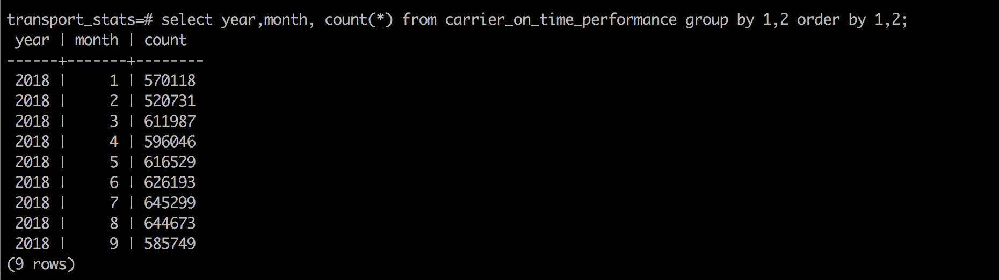 transport_stats=# select year,month, count(*) from carrier_on_time_performance group by 1,2 order by 1,2;
 year | month | count
------+-------+--------
 2018 |     1 | 570118
 2018 |     2 | 520731
 2018 |     3 | 611987
 2018 |     4 | 596046
 2018 |     5 | 616529
 2018 |     6 | 626193
 2018 |     7 | 645299
 2018 |     8 | 644673
 2018 |     9 | 585749
(9 rows)